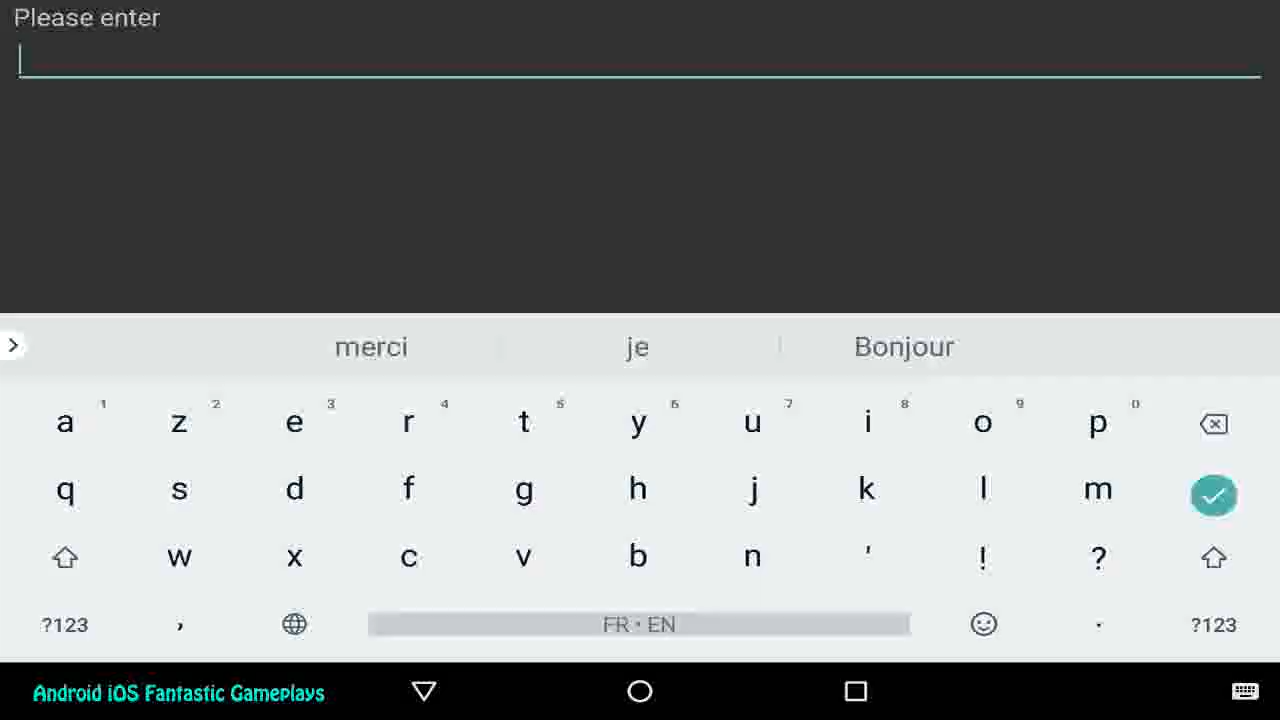 Please enter
merci je Bonjour
1 2 3 4 5 6 7 8 9 0
a z e r t y u i o p
q s d f g h j k l m
w x c v b n ' ! ?
?123 , FR • EN . ?123
Android iOS Fantastic Gameplays